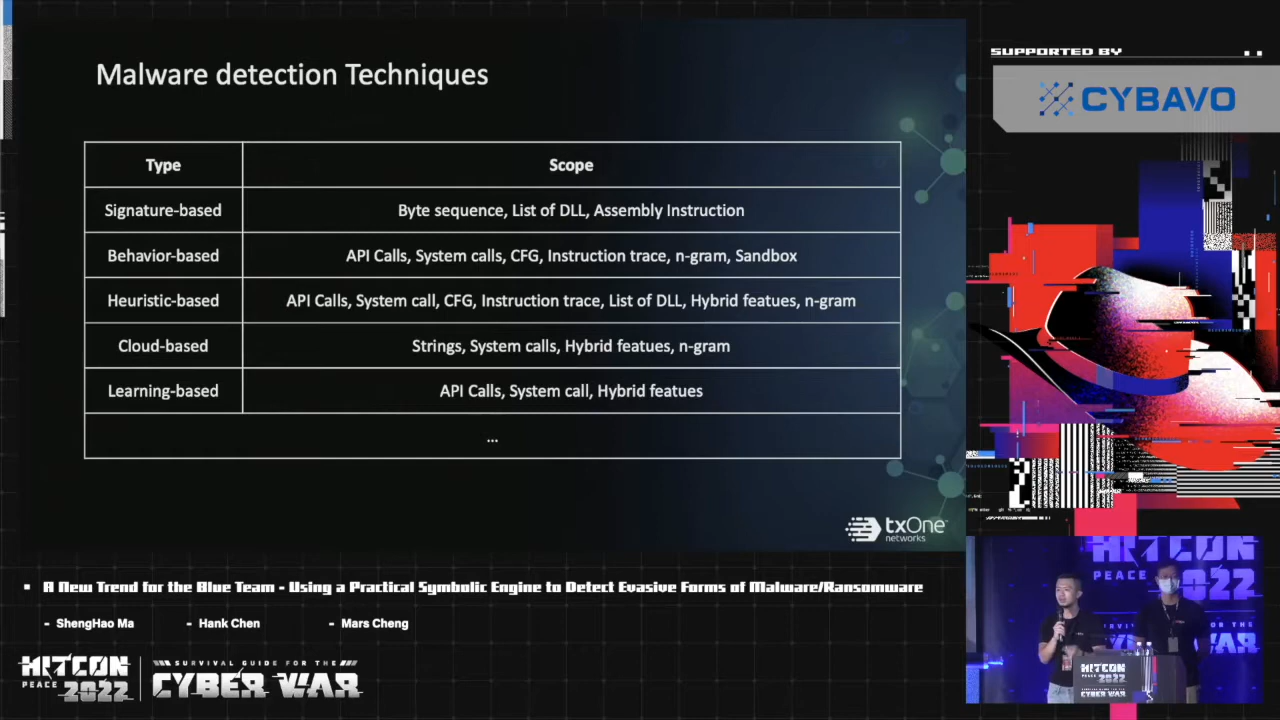 Malware detection Techniques
Type Scope
Signature-based Byte sequence, List of DLL, Assembly Instruction
Behavior-based API Calls, System calls, CFG, Instruction trace, n-gram, Sandbox
Heuristic-based API Calls, System call, CFG, Instruction trace, List of DLL, Hybrid featues, n-gram
Cloud-based Strings, System calls, Hybrid featues, n-gram
Learning-based API Calls, System call, Hybrid featues
...
txOne
networks
SUPPORTED BY
CYBAVO
A New Trend for the Blue Team - Using a Practical Symbolic Engine to Detect Evasive Forms of Malware/Ransomware
- ShengHao Ma - Hank Chen - Mars Cheng
HITCON
PEACE 2022
SURVIVAL GUIDE FOR THE
CYBER WAR
HITCON
PEACE 2022
HITCON
PEACE
2022